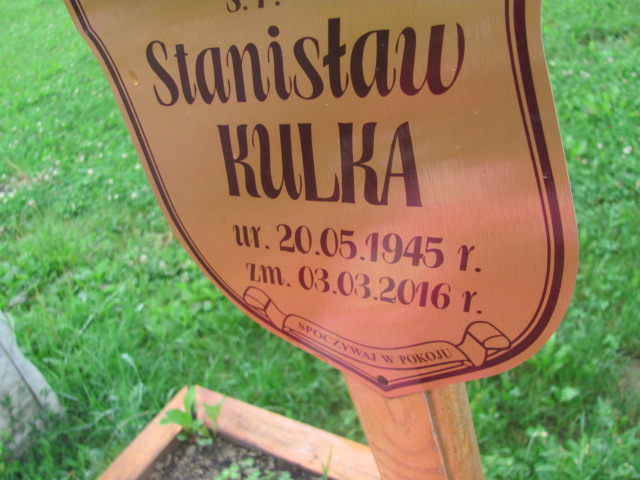 Ś. P.
Stanisław
KULKA
ur. 20.05.1945 r.
zm. 03.03.2016 r.
SPOCZYWAJ W POKOJU